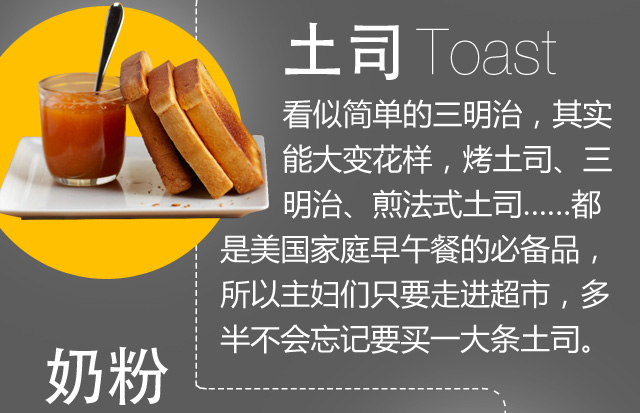 土司 Toast
看似简单的三明治，其实
能大变花样，烤土司、三
明治、煎法式土司……都
是美国家庭早午餐的必备品，
所以主妇们只要走进超市，多
半不会忘记要买一大条土司。
奶粉